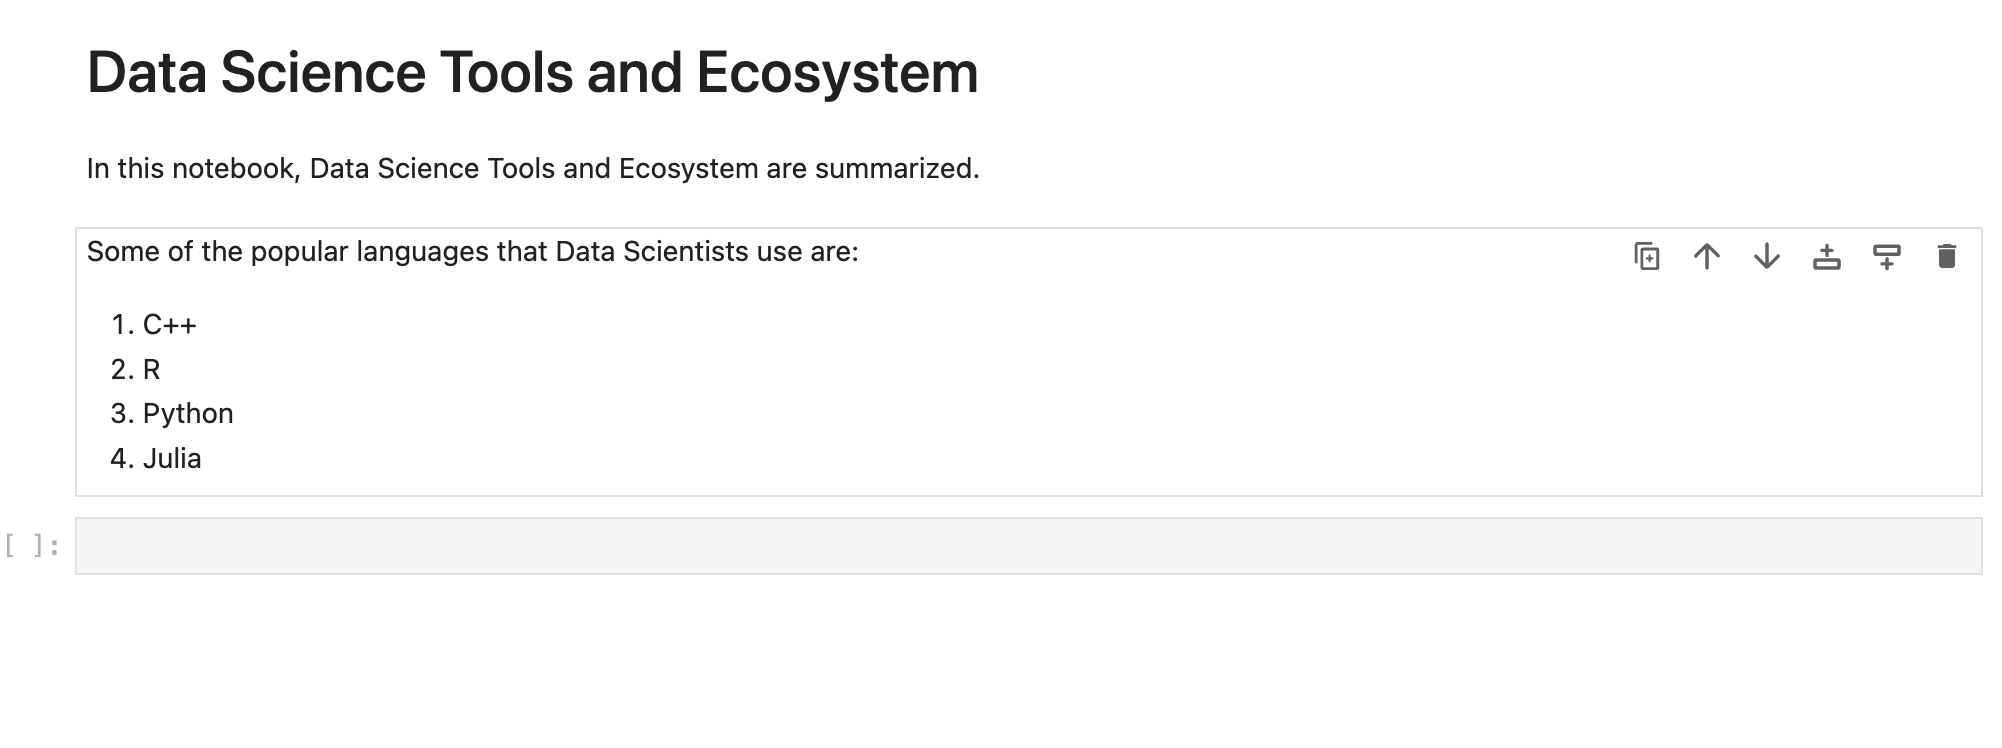 Data Science Tools and Ecosystem
In this notebook, Data Science Tools and Ecosystem are summarized.
Some of the popular languages that Data Scientists use are:
1. C++
2. R
3. Python
4. Julia
[ ]: